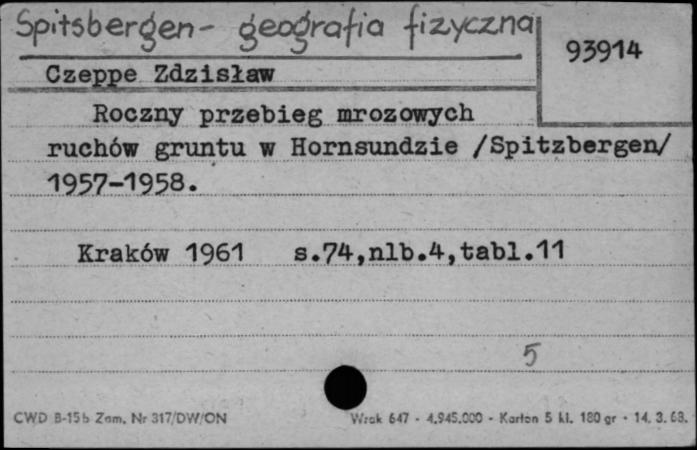 Spitsbergen - geografia fizyczna
93914
Czeppe Zdzisław
Roczny przebieg mrozowych
ruchów gruntu w Hornsundzie /Spitzbergen/
1957-1958.
Kraków 1961 s.74,nlb.4,tabl.11
5
CWD B-15b Zam. Nr 317/DW/ON Wzak 647 - 4.945.000 - Karton 5 kl. 180 gr - 14. 3. 63.